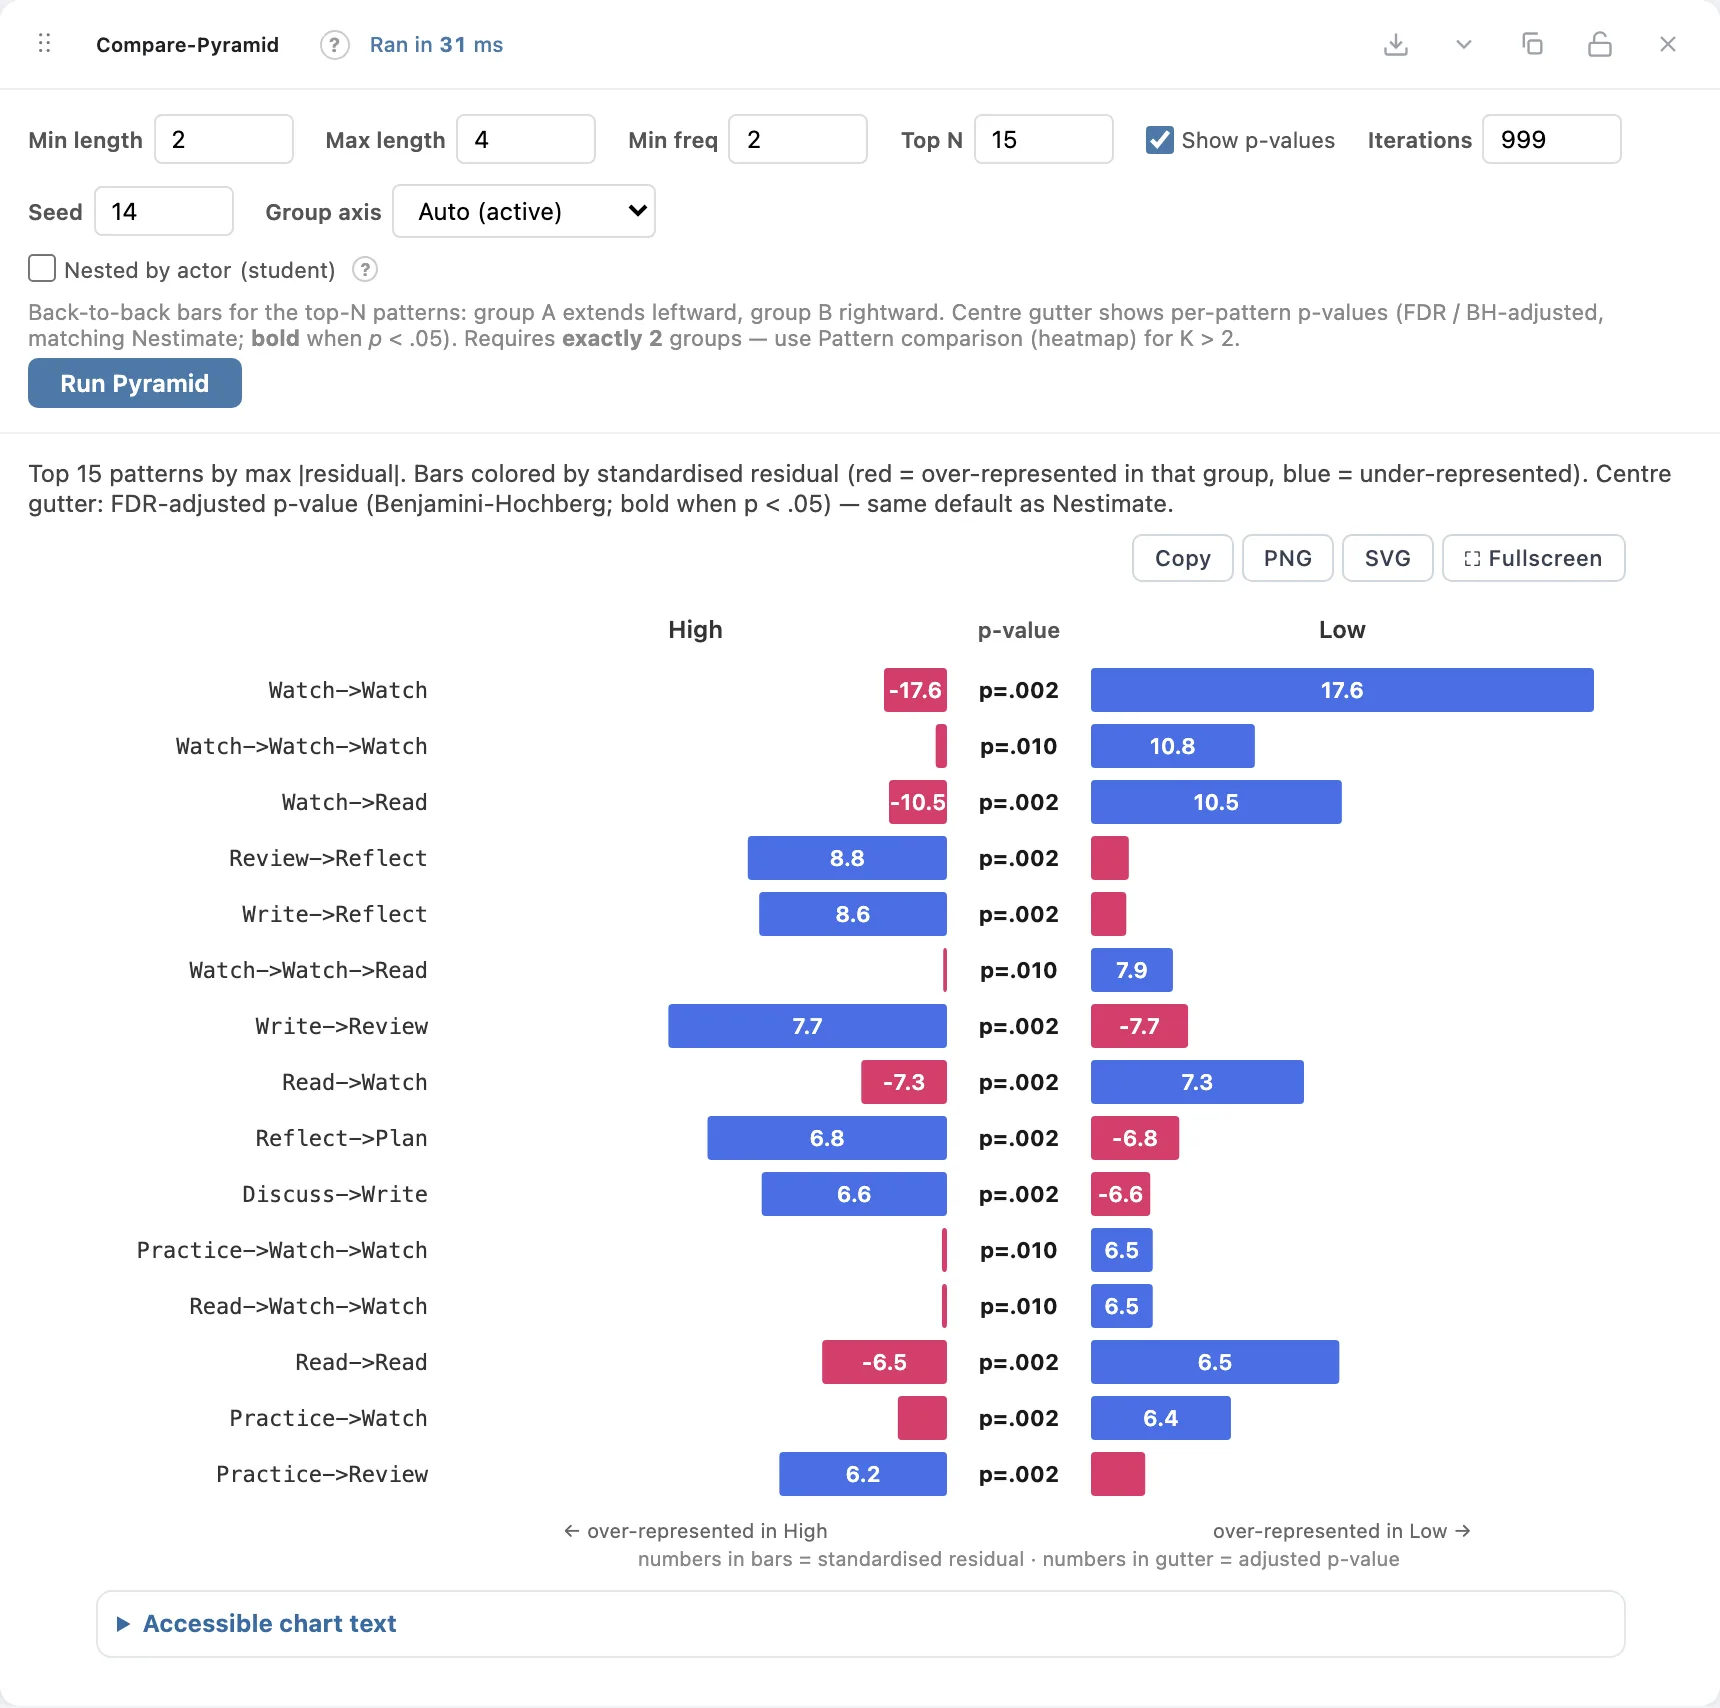 Compare-Pyramid ? Ran in 31 ms
Min length 2 Max length 4 Min freq 2 Top N 15 Show p-values Iterations 999
Seed 14 Group axis Auto (active)
Nested by actor (student) ?
Back-to-back bars for the top-N patterns: group A extends leftward, group B rightward. Centre gutter shows per-pattern p-values (FDR / BH-adjusted,
matching Nestimate; bold when p < .05). Requires exactly 2 groups — use Pattern comparison (heatmap) for K > 2.
Run Pyramid
Top 15 patterns by max |residual|. Bars colored by standardised residual (red = over-represented in that group, blue = under-represented). Centre
gutter: FDR-adjusted p-value (Benjamini-Hochberg; bold when p < .05) — same default as Nestimate.
Copy PNG SVG Fullscreen
High p-value Low
Watch->Watch -17.6 p=.002 17.6
Watch->Watch->Watch p=.010 10.8
Watch->Read -10.5 p=.002 10.5
Review->Reflect 8.8 p=.002
Write->Reflect 8.6 p=.002
Watch->Watch->Read p=.010 7.9
Write->Review 7.7 p=.002 -7.7
Read->Watch -7.3 p=.002 7.3
Reflect->Plan 6.8 p=.002 -6.8
Discuss->Write 6.6 p=.002 -6.6
Practice->Watch->Watch p=.010 6.5
Read->Watch->Watch p=.010 6.5
Read->Read -6.5 p=.002 6.5
Practice->Watch p=.002 6.4
Practice->Review 6.2 p=.002
← over-represented in High over-represented in Low →
numbers in bars = standardised residual · numbers in gutter = adjusted p-value
▶ Accessible chart text